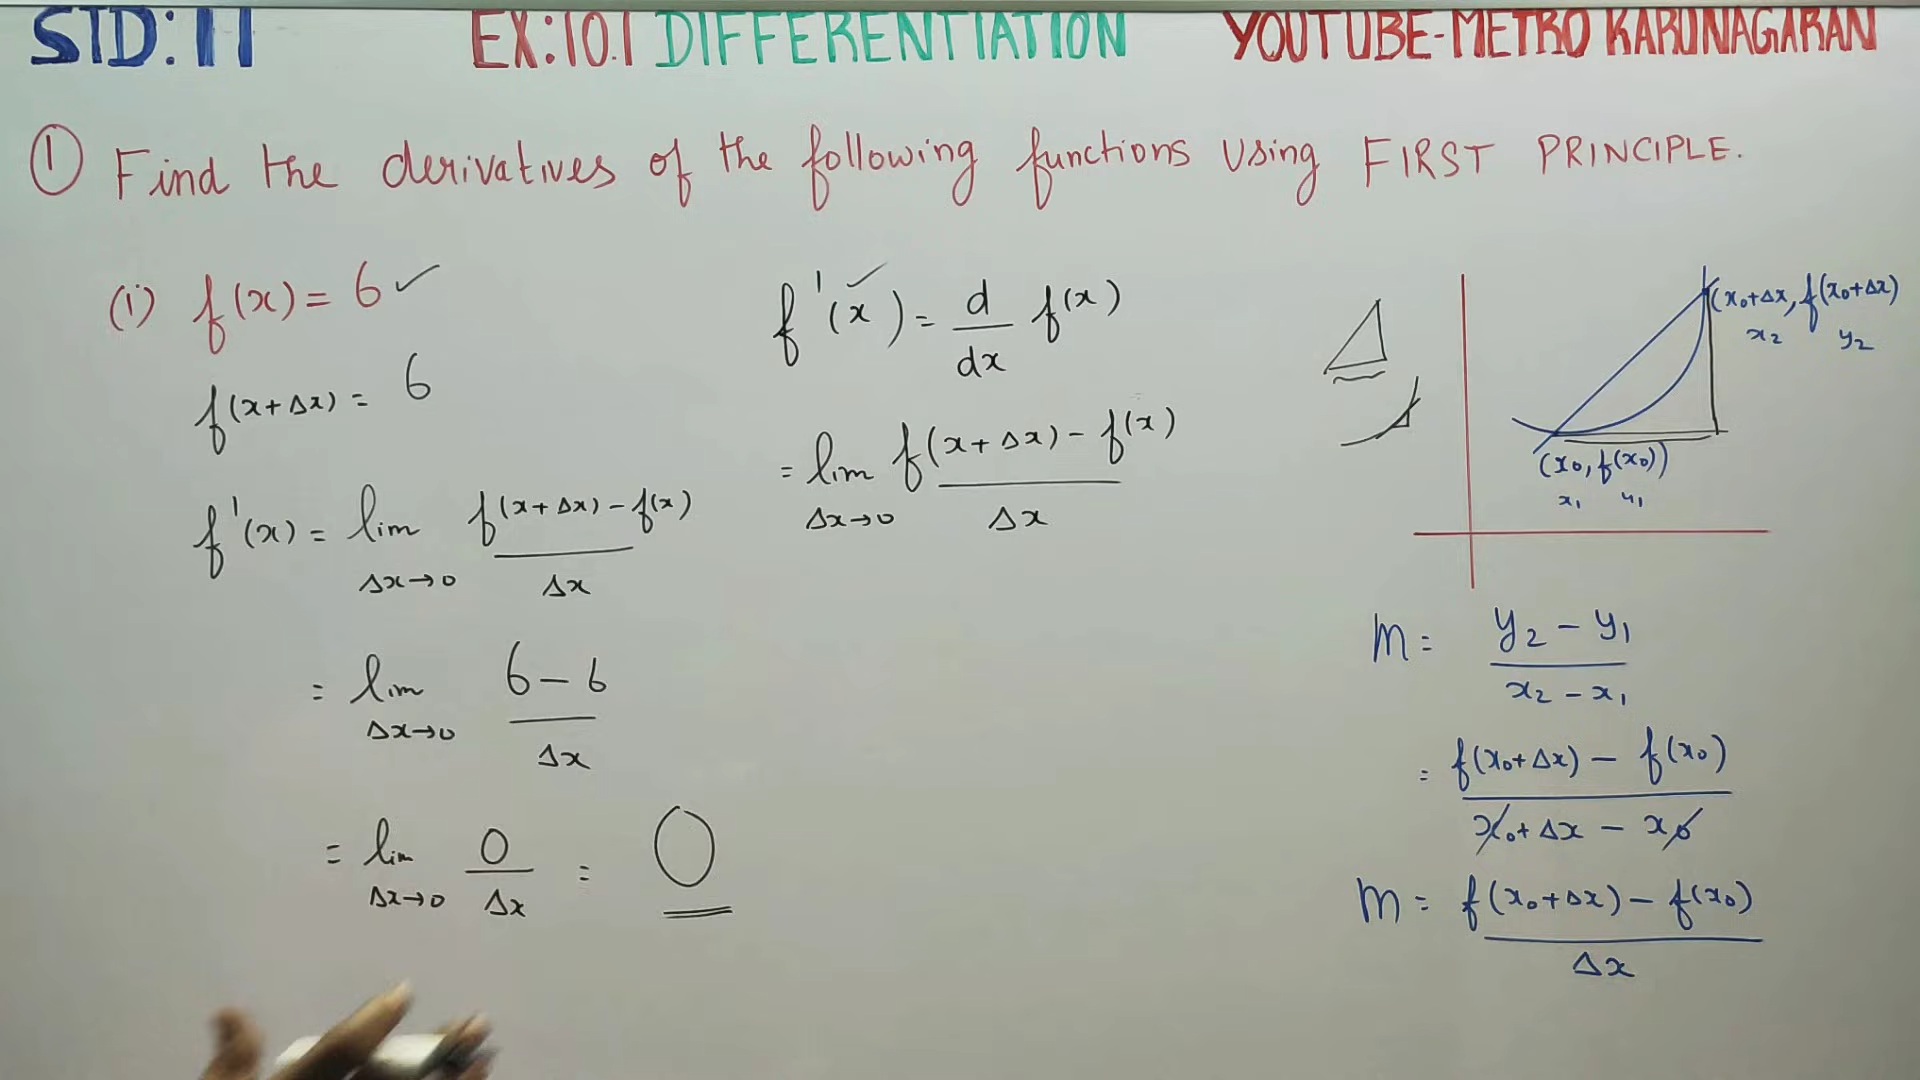 STD: 11 EX:10.1 DIFFERENTIATION YOUTUBE-METRO KARUNAGARAN
① Find the derivatives of the following functions using FIRST PRINCIPLE.
(i) f(x) = 6 ✓
f(x+Δx) = 6
f'(x) = lim f(x+Δx) - f(x)
Δx→0 Δx
= lim 6 - 6
Δx→0 Δx
= lim 0 = 0
Δx→0 Δx
f'(x) = d f(x)
dx
= lim f(x+Δx) - f(x)
Δx→0 Δx
(x0+Δx, f(x0+Δx)
x2 y2
(x0, f(x0))
x1 y1
m = y2 - y1
x2 - x1
= f(x0+Δx) - f(x0)
x0+Δx - x0
m = f(x0+Δx) - f(x0)
Δx